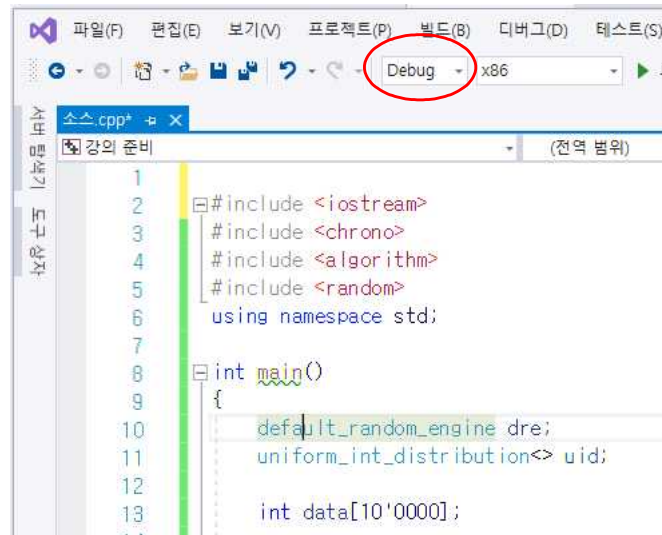 파일(F) 편집(E) 보기(V) 프로젝트(P) 빌드(B) 디버그(D) 테스트(S)
Debug x86
서버 탐색기
도구 상자
소스.cpp*
강의 준비 (전역 범위)
1
2 #include <iostream>
3 #include <chrono>
4 #include <algorithm>
5 #include <random>
6 using namespace std;
7
8 int main()
9 {
10 default_random_engine dre;
11 uniform_int_distribution<> uid;
12
13 int data[10'0000];